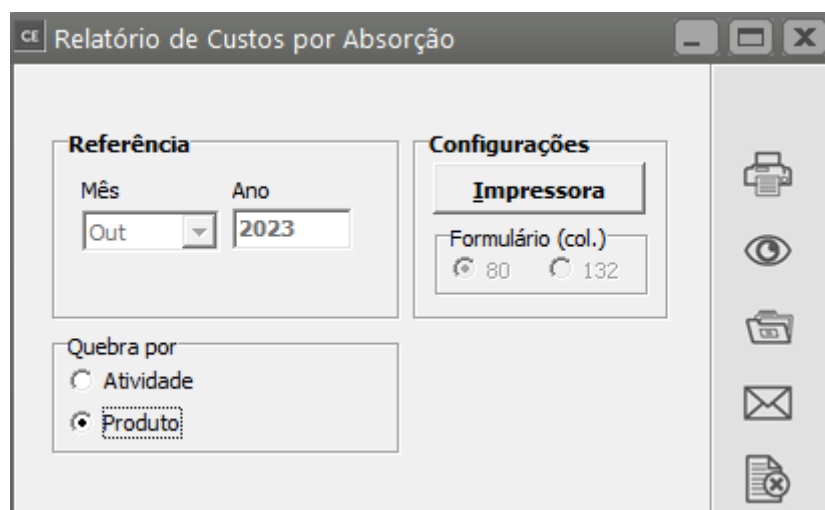 CE Relatório de Custos por Absorção
Referência
Mês Ano
Out 2023
Configurações
Impressora
Formulário (col.)
80 132
Quebra por
Atividade
Produto